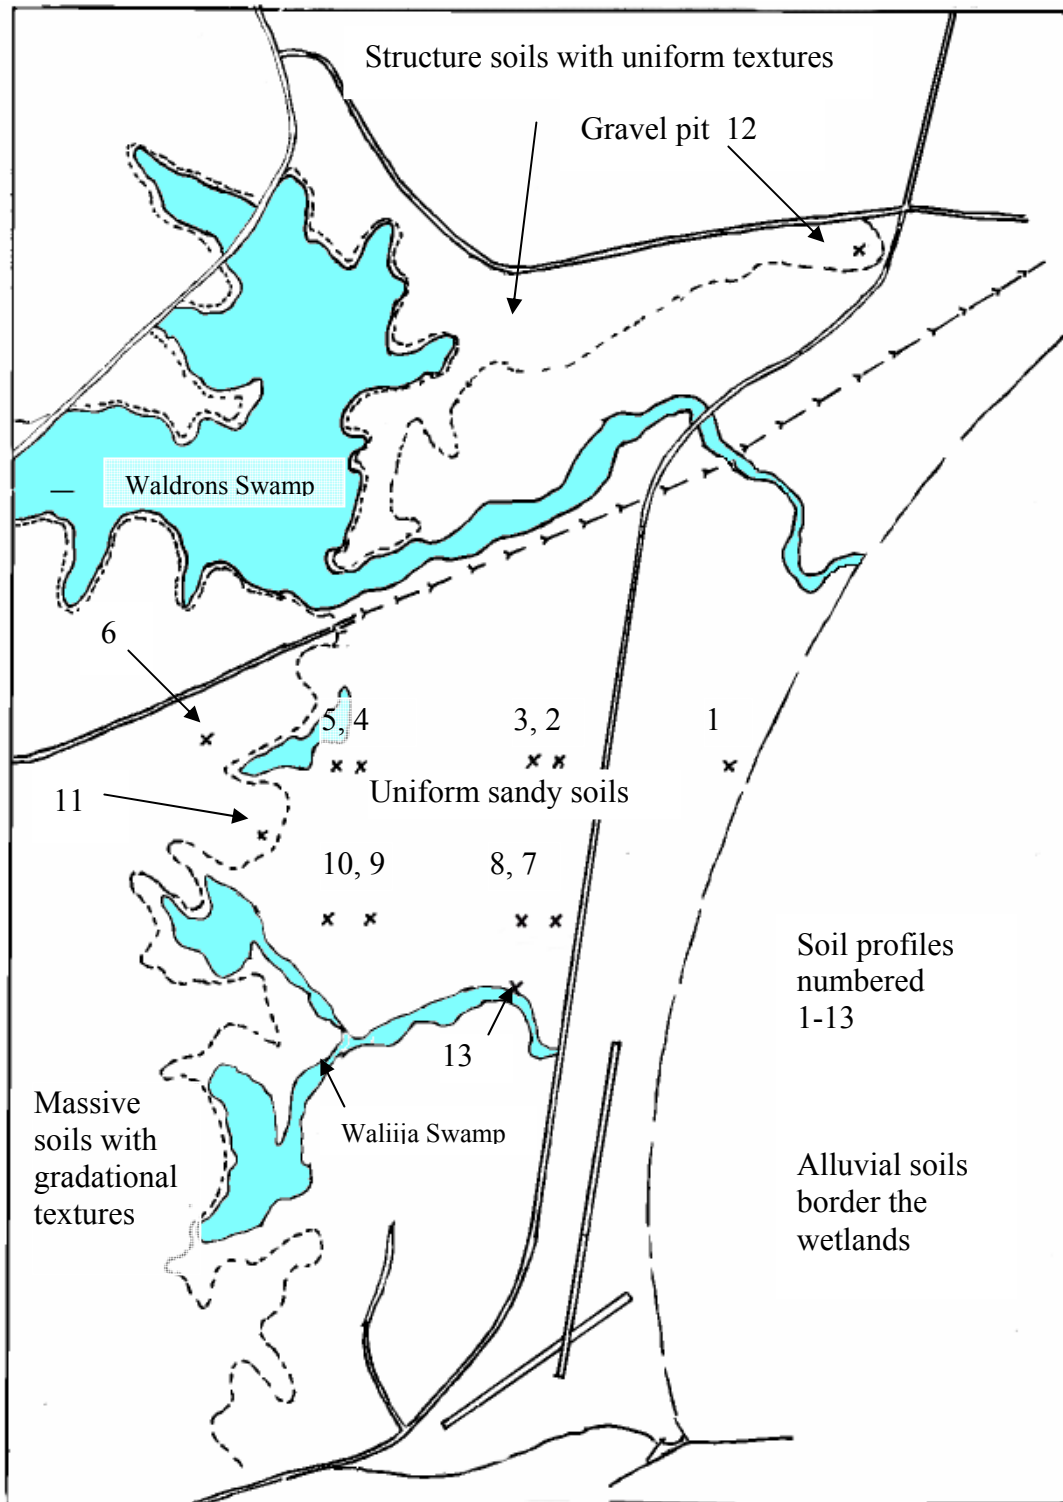 Structure soils with uniform textures
Gravel pit 12
Waldrons Swamp
6
5, 4
3, 2
1
Uniform sandy soils
11
10, 9
8, 7
Soil profiles
numbered
1-13
13
Massive
soils with
gradational
textures
Waliija Swamp
Alluvial soils
border the
wetlands